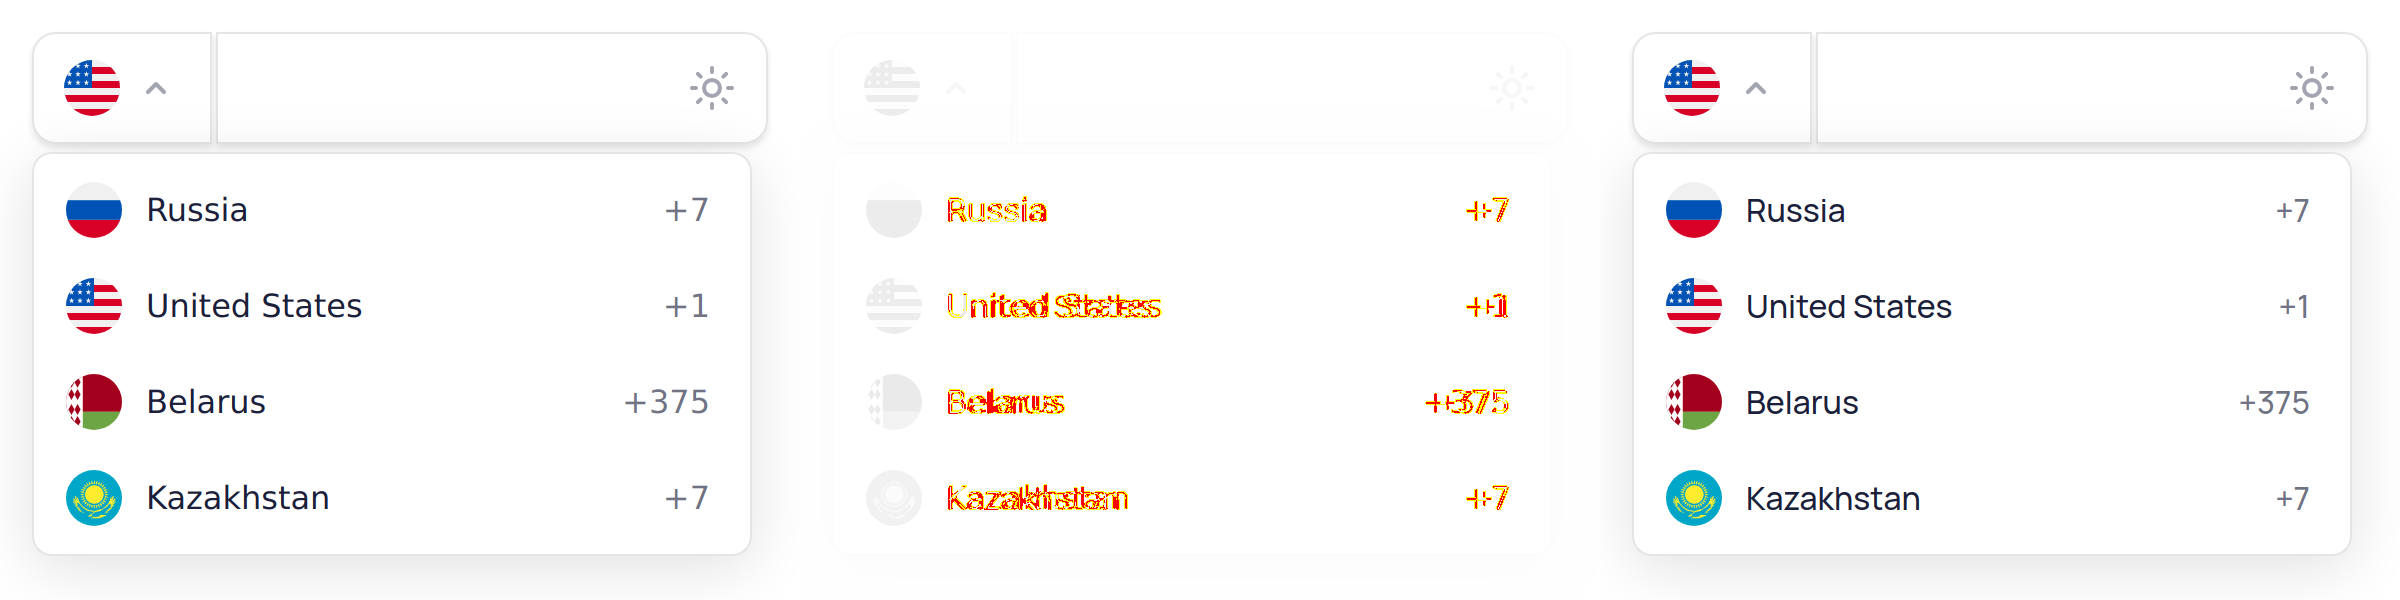 Russia +7 Russia +7 Russia +7
United States +1 United States +1 United States +1
Belarus +375 Belarus +375 Belarus +375
Kazakhstan +7 Kazakhstan +7 Kazakhstan +7